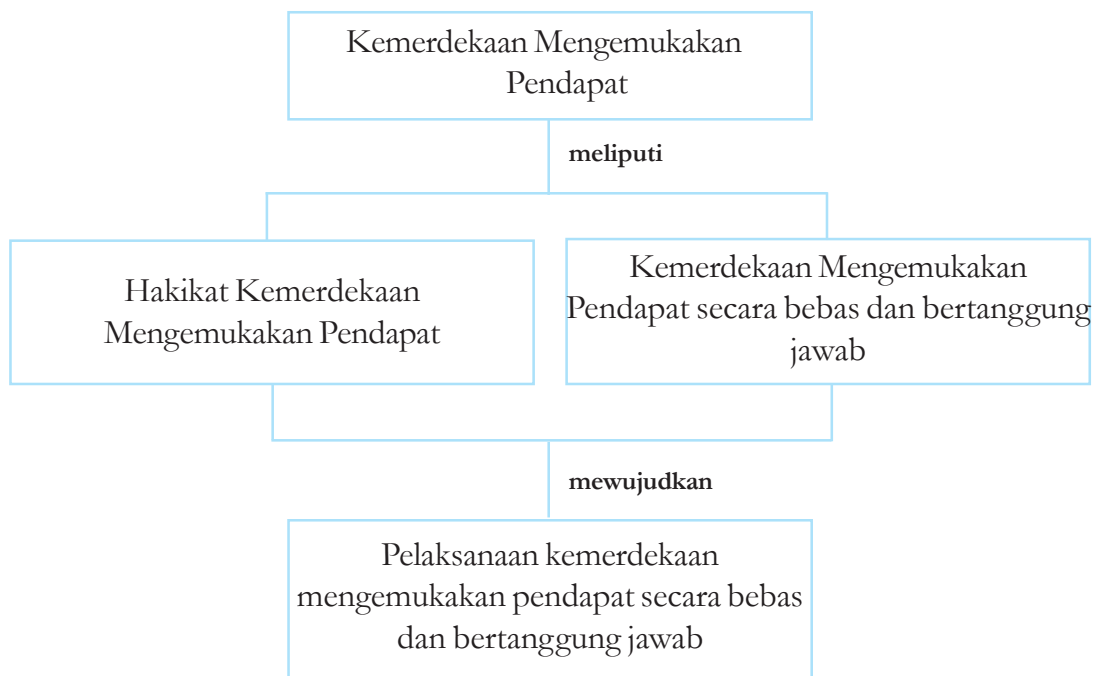 Kemerdekaan Mengemukakan
Pendapat
meliputi
Hakikat Kemerdekaan
Mengemukakan Pendapat
Kemerdekaan Mengemukakan
Pendapat secara bebas dan bertanggung
jawab
mewujudkan
Pelaksanaan kemerdekaan
mengemukakan pendapat secara bebas
dan bertanggung jawab